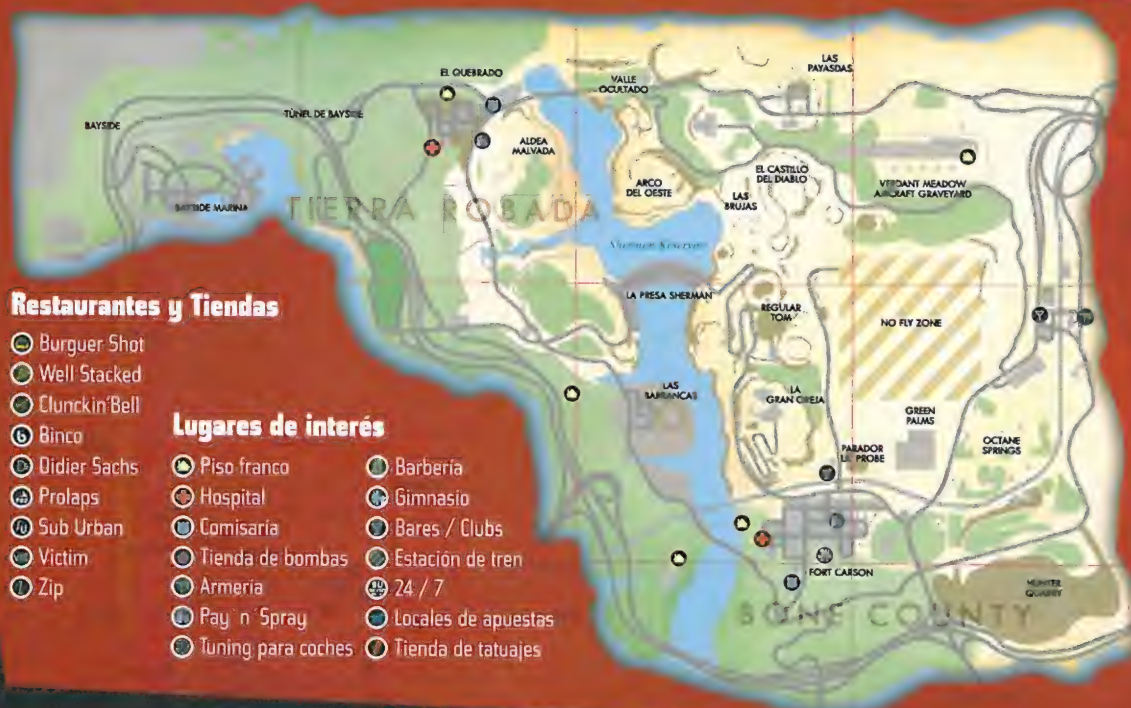 EL QUEBRADO
LAS
PAYASDAS
VALLE
OCULTADO
BAYSIDE
TÚNEL DE BAYSIDE
ALDEA
MALVADA
EL CASTILLO
DEL DIABLO
ARCO
DEL OESTE
LAS
BRUJAS
VERDANT MEADOW
AIRCRAFT GRAVEYARD
BAYSIDE MARINA
TIERRA ROBADA
Sherman Reservoir
LA PRESA SHERMAN
REGULAR
TOM
NO FLY ZONE
LAS
BARRANCAS
LA
GRAN OREJA
GREEN
PALMS
OCTANE
SPRINGS
PARADOR
LIL PROBE
FORT CARSON
HUNTER
QUARRY
BONE COUNTY
Restaurantes y Tiendas
Burguer Shot
Well Stacked
Clunckin'Bell
Binco
Didier Sachs
Prolaps
Sub Urban
Victim
Zip
Lugares de interés
Piso franco
Hospital
Comisaría
Tienda de bombas
Armería
Pay 'n' Spray
Tuning para coches
Barbería
Gimnasio
Bares / Clubs
Estación de tren
24 / 7
Locales de apuestas
Tienda de tatuajes